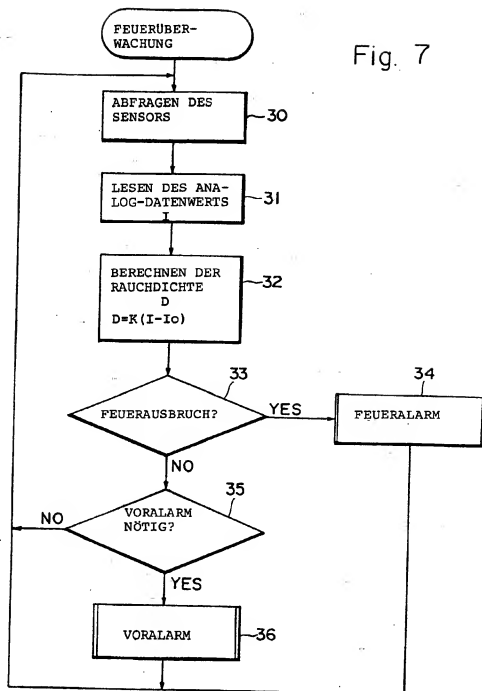 FEUERÜBER-
WACHUNG
Fig. 7
ABFRAGEN DES
SENSORS
30
LESEN DES ANA-
LOG-DATENWERTS
I
31
BERECHNEN DER
RAUCHDICHTE
D
D=K(I-Io)
32
33
FEUERAUSBRUCH?
YES
34
FEUERALARM
NO
35
VORALARM
NÖTIG?
NO
YES
VORALARM
36